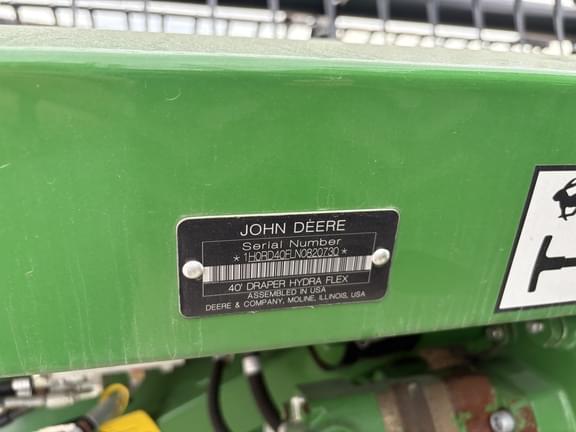 JOHN DEERE
Serial Number
*1H0RD40FLN0820730*
40' DRAPER HYDRA FLEX
ASSEMBLED IN USA
DEERE & COMPANY, MOLINE, ILLINOIS, USA